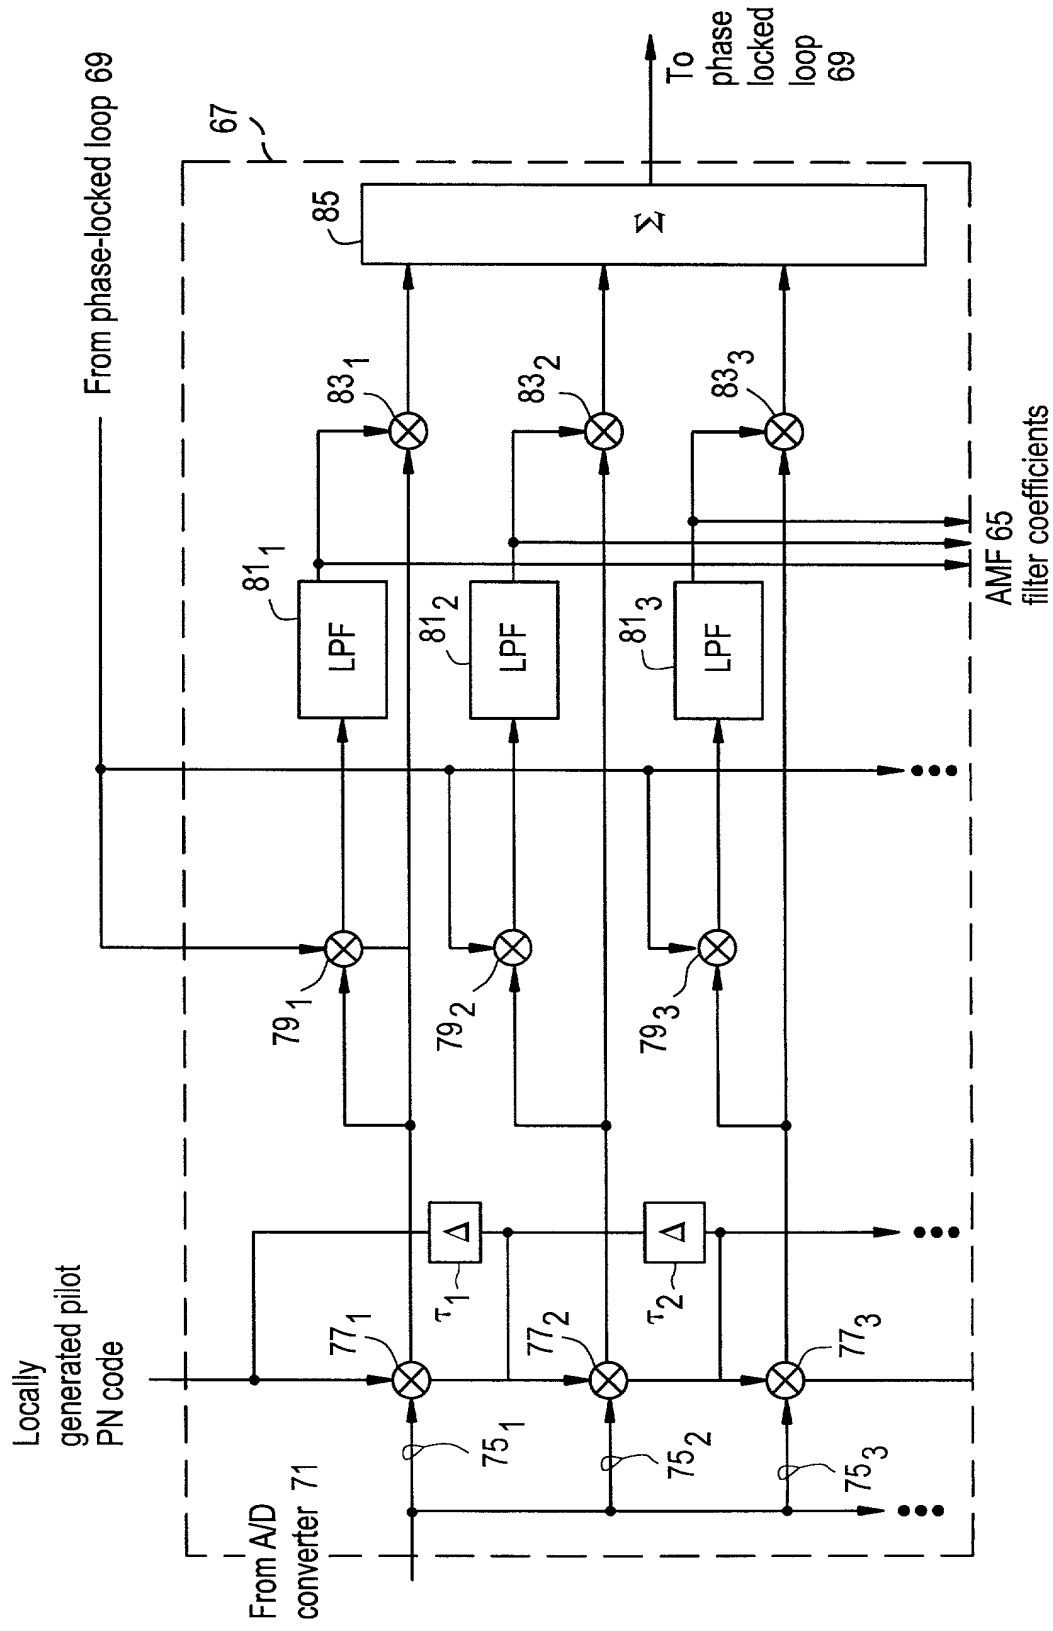 From phase-locked loop 69
67
To
phase
locked
loop
69
85
Σ
83₁
83₂
83₃
81₁
LPF
81₂
LPF
81₃
LPF
AMF 65
filter coefficients
79₁
79₂
79₃
Locally
generated pilot
PN code
Δ
τ₁
Δ
τ₂
77₁
77₂
77₃
75₁
75₂
75₃
From A/D
converter 71